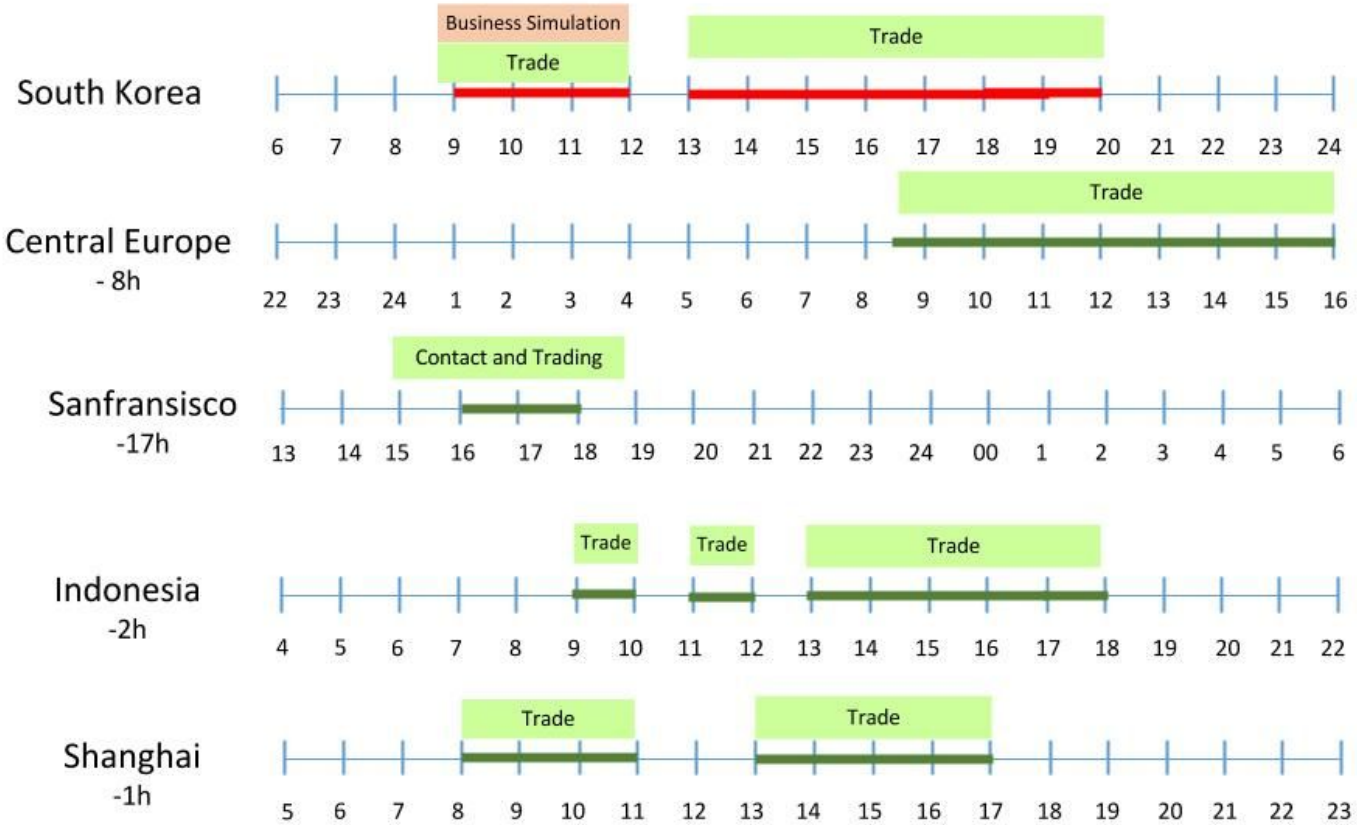 Business Simulation
Trade
Trade
South Korea
6 7 8 9 10 11 12 13 14 15 16 17 18 19 20 21 22 23 24
Trade
Central Europe
- 8h
22 23 24 1 2 3 4 5 6 7 8 9 10 11 12 13 14 15 16
Contact and Trading
Sanfransisco
-17h
13 14 15 16 17 18 19 20 21 22 23 24 00 1 2 3 4 5 6
Trade Trade Trade
Indonesia
-2h
4 5 6 7 8 9 10 11 12 13 14 15 16 17 18 19 20 21 22
Trade Trade
Shanghai
-1h
5 6 7 8 9 10 11 12 13 14 15 16 17 18 19 20 21 22 23